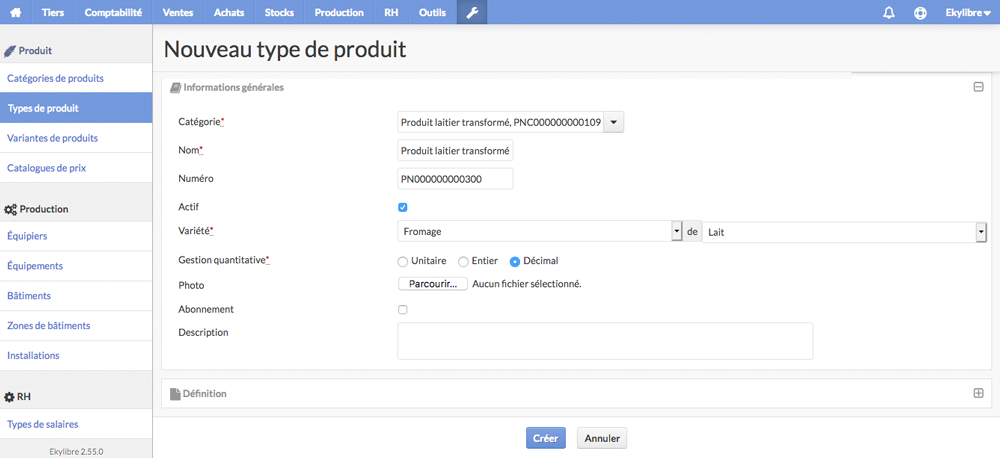 Tiers Comptabilité Ventes Achats Stocks Production RH Outils Ekylibre
Produit
Catégories de produits
Types de produit
Variantes de produits
Catalogues de prix
Production
Équipiers
Équipements
Bâtiments
Zones de bâtiments
Installations
RH
Types de salaires
Ekylibre 2.55.0
Nouveau type de produit
Informations générales
Catégorie* Produit laitier transformé, PNC000000000109
Nom* Produit laitier transformé
Numéro PN000000000300
Actif
Variété* Fromage de Lait
Gestion quantitative* Unitaire Entier Décimal
Photo Parcourir... Aucun fichier sélectionné.
Abonnement
Description
Définition
Créer Annuler